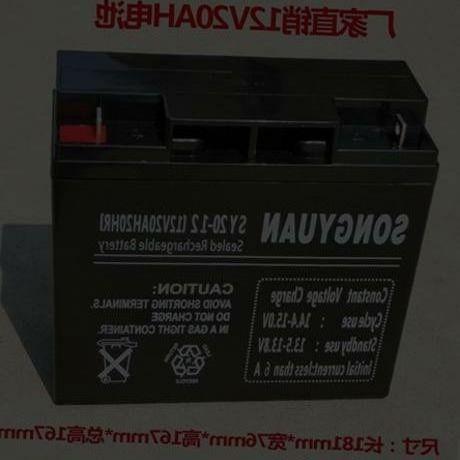 厂家直销12V20AH电池
SONGYUAN
SY20-12 (12V20AH20HR)
Sealed Rechargeable Battery
Constant Voltage Charge
Cycle use : 14.4-15.0V
Standby use : 13.5-13.8V
Initial current:less than 6 A
CAUTION:
AVOID SHORTING TERMINALS.
DO NOT CHARGE
IN A GAS TIGHT CONTAINER.
RECYCLE
尺寸:长181mm*宽76mm*高167mm*总高167mm